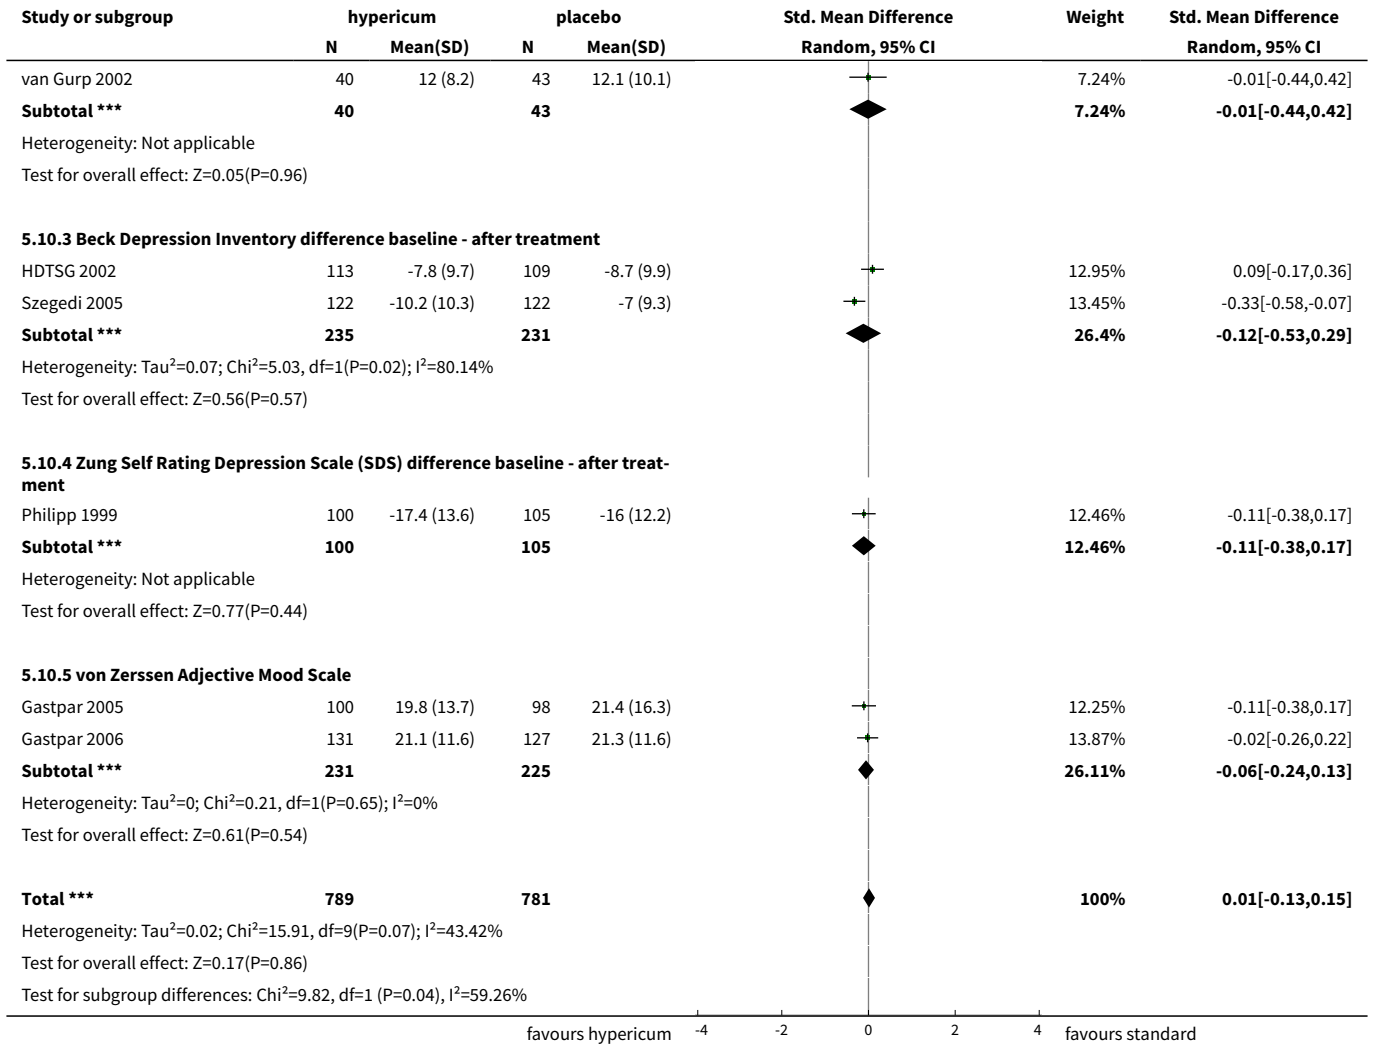 Study or subgroup hypericum placebo Std. Mean Difference Weight Std. Mean Difference
N Mean(SD) N Mean(SD) Random, 95% CI Random, 95% CI
van Gurp 2002 40 12 (8.2) 43 12.1 (10.1) 7.24% -0.01[-0.44,0.42]
Subtotal *** 40 43 7.24% -0.01[-0.44,0.42]
Heterogeneity: Not applicable
Test for overall effect: Z=0.05(P=0.96)
5.10.3 Beck Depression Inventory difference baseline - after treatment
HDTSG 2002 113 -7.8 (9.7) 109 -8.7 (9.9) 12.95% 0.09[-0.17,0.36]
Szegedi 2005 122 -10.2 (10.3) 122 -7 (9.3) 13.45% -0.33[-0.58,-0.07]
Subtotal *** 235 231 26.4% -0.12[-0.53,0.29]
Heterogeneity: Tau²=0.07; Chi²=5.03, df=1(P=0.02); I²=80.14%
Test for overall effect: Z=0.56(P=0.57)
5.10.4 Zung Self Rating Depression Scale (SDS) difference baseline - after treat-
ment
Philipp 1999 100 -17.4 (13.6) 105 -16 (12.2) 12.46% -0.11[-0.38,0.17]
Subtotal *** 100 105 12.46% -0.11[-0.38,0.17]
Heterogeneity: Not applicable
Test for overall effect: Z=0.77(P=0.44)
5.10.5 von Zerssen Adjective Mood Scale
Gastpar 2005 100 19.8 (13.7) 98 21.4 (16.3) 12.25% -0.11[-0.38,0.17]
Gastpar 2006 131 21.1 (11.6) 127 21.3 (11.6) 13.87% -0.02[-0.26,0.22]
Subtotal *** 231 225 26.11% -0.06[-0.24,0.13]
Heterogeneity: Tau²=0; Chi²=0.21, df=1(P=0.65); I²=0%
Test for overall effect: Z=0.61(P=0.54)
Total *** 789 781 100% 0.01[-0.13,0.15]
Heterogeneity: Tau²=0.02; Chi²=15.91, df=9(P=0.07); I²=43.42%
Test for overall effect: Z=0.17(P=0.86)
Test for subgroup differences: Chi²=9.82, df=1 (P=0.04), I²=59.26%
favours hypericum -4 -2 0 2 4 favours standard